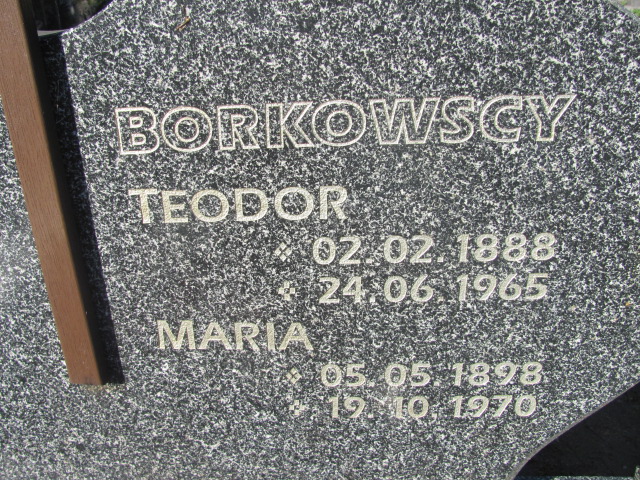 BORKOWSCY
TEODOR
02.02.1888
24.06.1965
MARIA
05.05.1898
19.10.1970